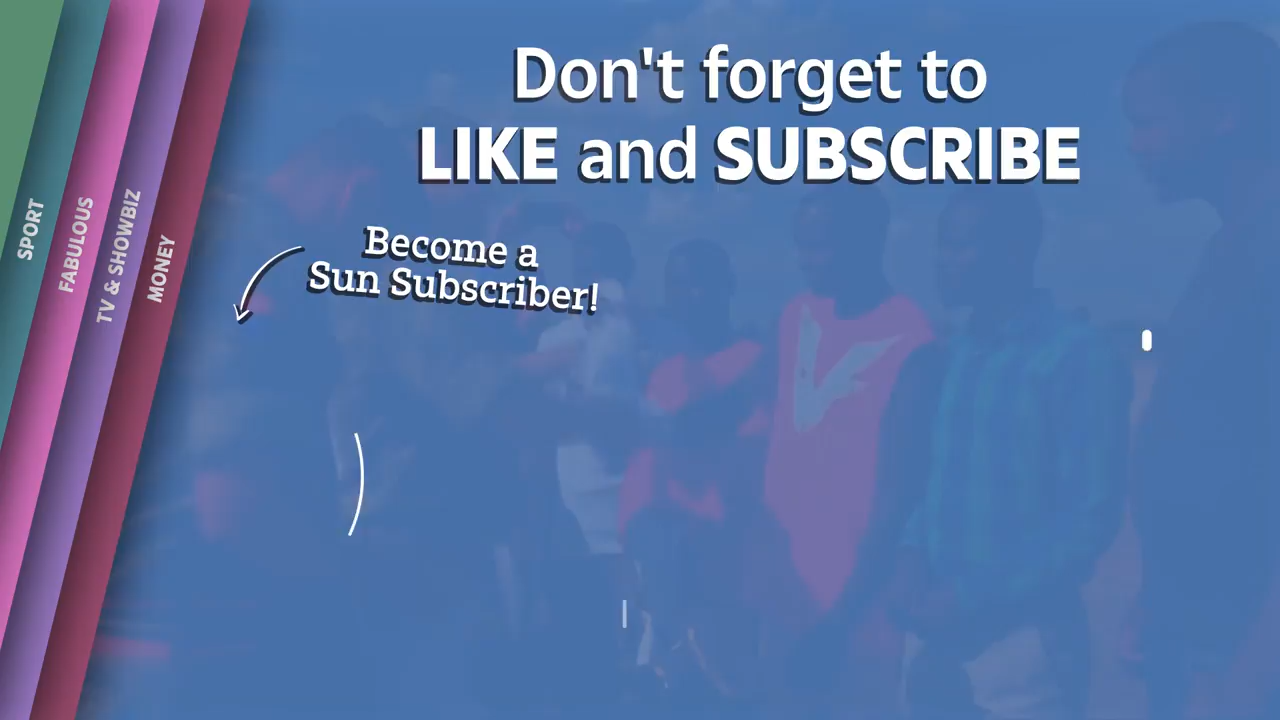 Don't forget to
LIKE and SUBSCRIBE
Become a
Sun Subscriber!
SPORT
FABULOUS
TV & SHOWBIZ
MONEY